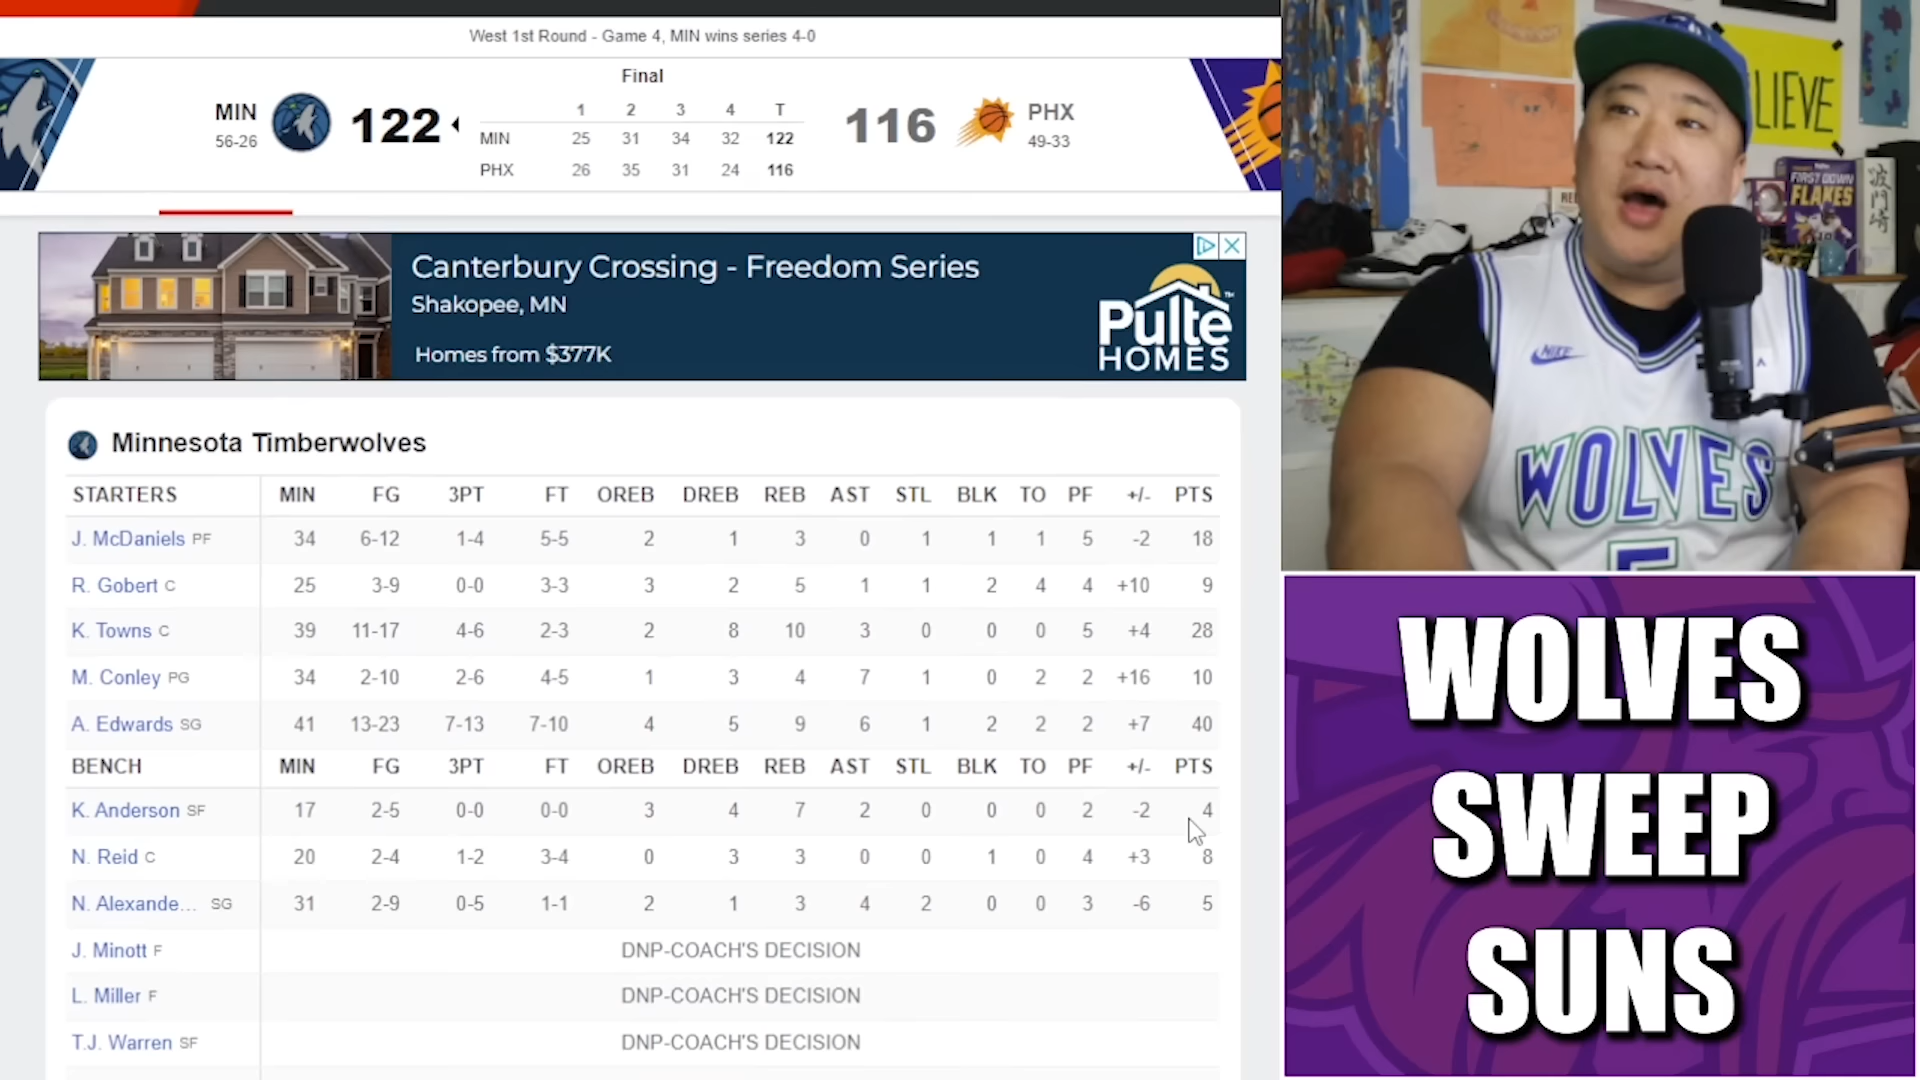 West 1st Round - Game 4, MIN wins series 4-0
Final
MIN
56-26
122
1 2 3 4 T
MIN 25 31 34 32 122
PHX 26 35 31 24 116
116
PHX
49-33
Canterbury Crossing - Freedom Series
Shakopee, MN
Homes from $377K
Pulte
HOMES
Minnesota Timberwolves
STARTERS MIN FG 3PT FT OREB DREB REB AST STL BLK TO PF +/- PTS
J. McDaniels PF 34 6-12 1-4 5-5 2 1 3 0 1 1 1 5 -2 18
R. Gobert C 25 3-9 0-0 3-3 3 2 5 1 1 2 4 4 +10 9
K. Towns C 39 11-17 4-6 2-3 2 8 10 3 0 0 0 5 +4 28
M. Conley PG 34 2-10 2-6 4-5 1 3 4 7 1 0 2 2 +16 10
A. Edwards SG 41 13-23 7-13 7-10 4 5 9 6 1 2 2 2 +7 40
BENCH MIN FG 3PT FT OREB DREB REB AST STL BLK TO PF +/- PTS
K. Anderson SF 17 2-5 0-0 0-0 3 4 7 2 0 0 0 2 -2 4
N. Reid C 20 2-4 1-2 3-4 0 3 3 0 0 1 0 4 +3 8
N. Alexande... SG 31 2-9 0-5 1-1 2 1 3 4 2 0 0 3 -6 5
J. Minott F DNP-COACH'S DECISION
L. Miller F DNP-COACH'S DECISION
T.J. Warren SF DNP-COACH'S DECISION
LIEVE
FIRST DOWN
FLAKES
NIKE
WOLVES
WOLVES
SWEEP
SUNS